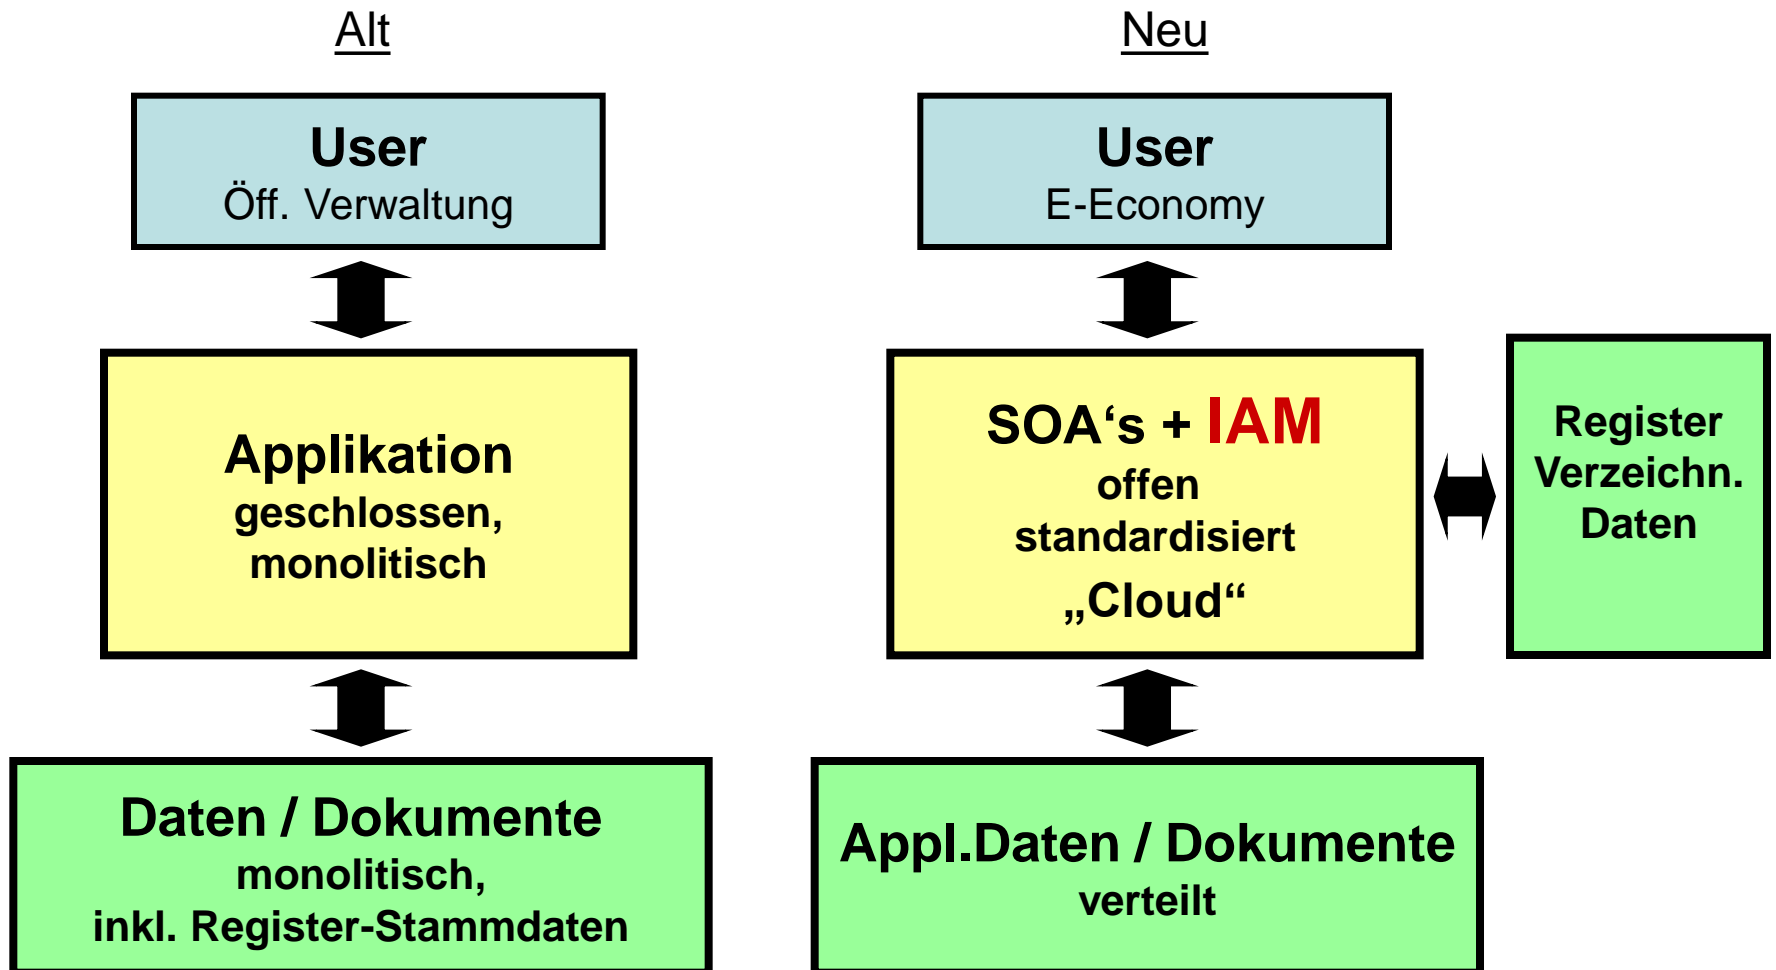 Alt
User
Öff. Verwaltung
Applikation
geschlossen,
monolitisch
Daten / Dokumente
monolitisch,
inkl. Register-Stammdaten
Neu
User
E-Economy
SOA‘s + IAM
offen
standardisiert
„Cloud“
Register
Verzeichn.
Daten
Appl.Daten / Dokumente
verteilt